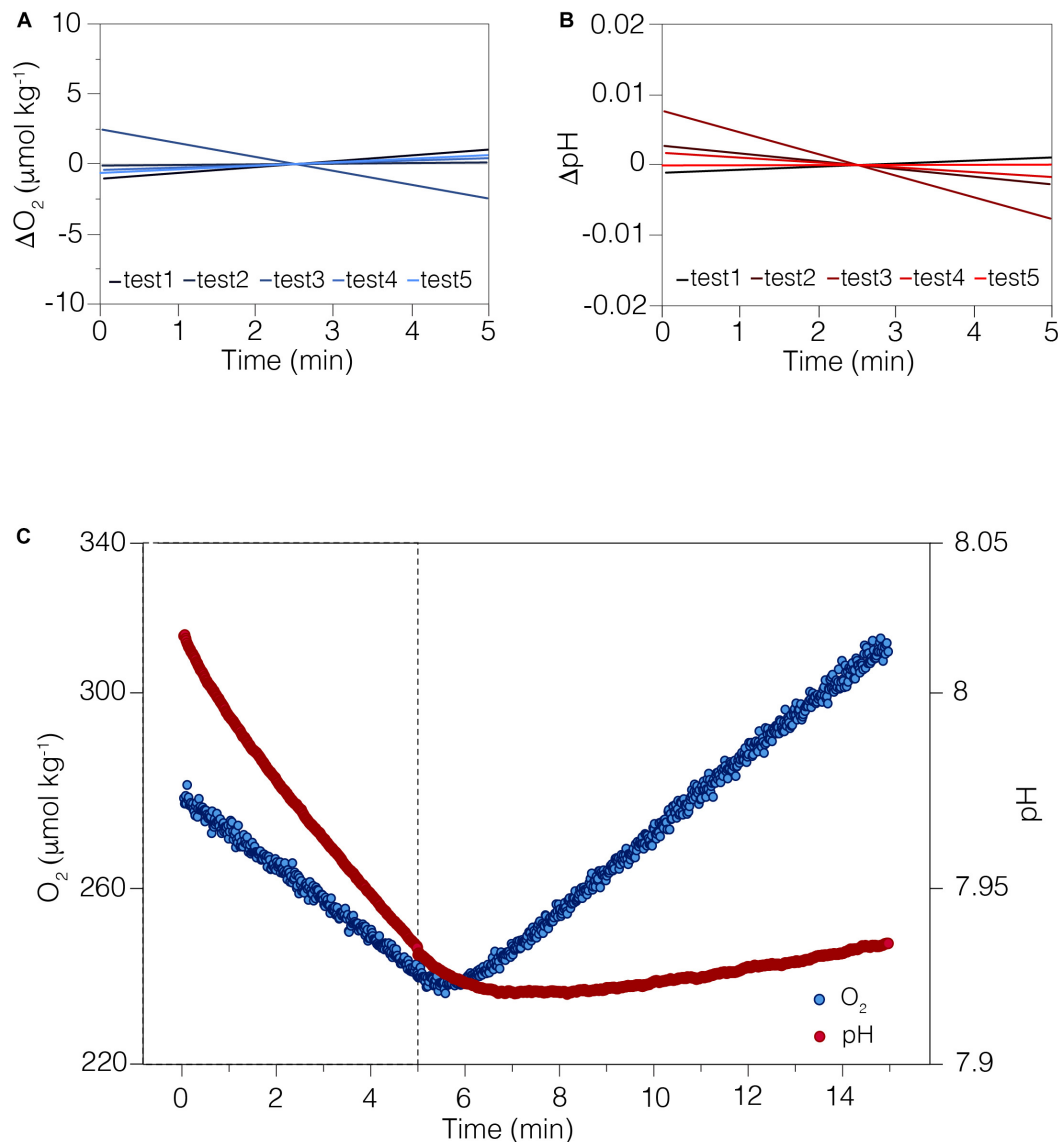 A
10
5
0
-5
-10
ΔO₂ (µmol kg⁻¹)
test1 test2 test3 test4 test5
0 1 2 3 4 5
Time (min)
B
0.02
0.01
0
-0.01
-0.02
ΔpH
test1 test2 test3 test4 test5
0 1 2 3 4 5
Time (min)
C
340
300
260
220
O₂ (µmol kg⁻¹)
8.05
8
7.95
7.9
pH
O₂
pH
0 2 4 6 8 10 12 14
Time (min)